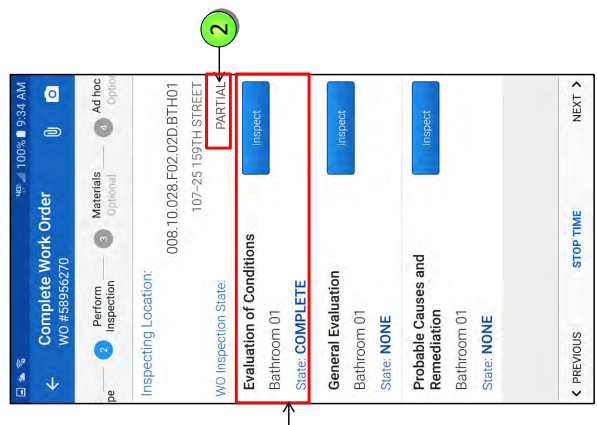 4G 100% 9:34 AM
Complete Work Order
WO #58956270
pe
2 Perform Inspection
3 Materials Optional
4 Ad hoc Option
Inspecting Location:
008.10.028.F02.02D.BTH01
107-25 159TH STREET
WO Inspection State: PARTIAL
2
Evaluation of Conditions
Bathroom 01
State: COMPLETE
Inspect
General Evaluation
Bathroom 01
State: NONE
Inspect
Probable Causes and
Remediation
Bathroom 01
State: NONE
Inspect
PREVIOUS STOP TIME NEXT